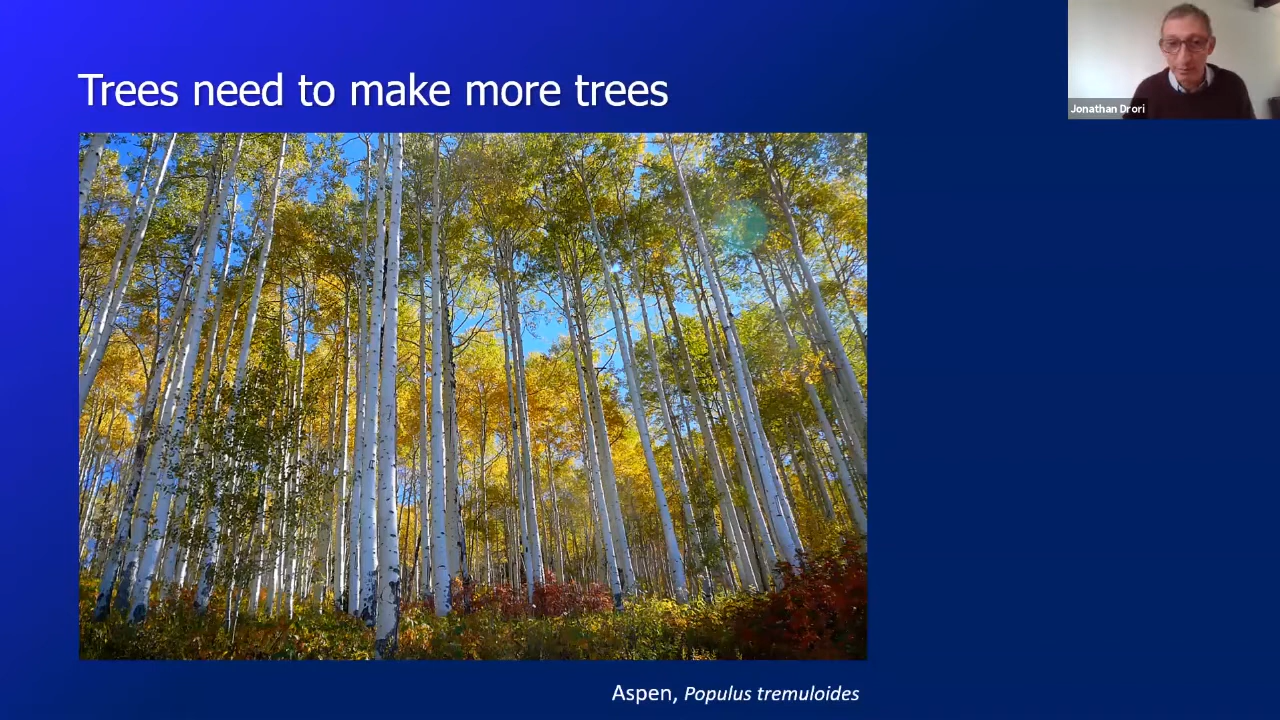 Trees need to make more trees
Jonathan Drori
Aspen, Populus tremuloides